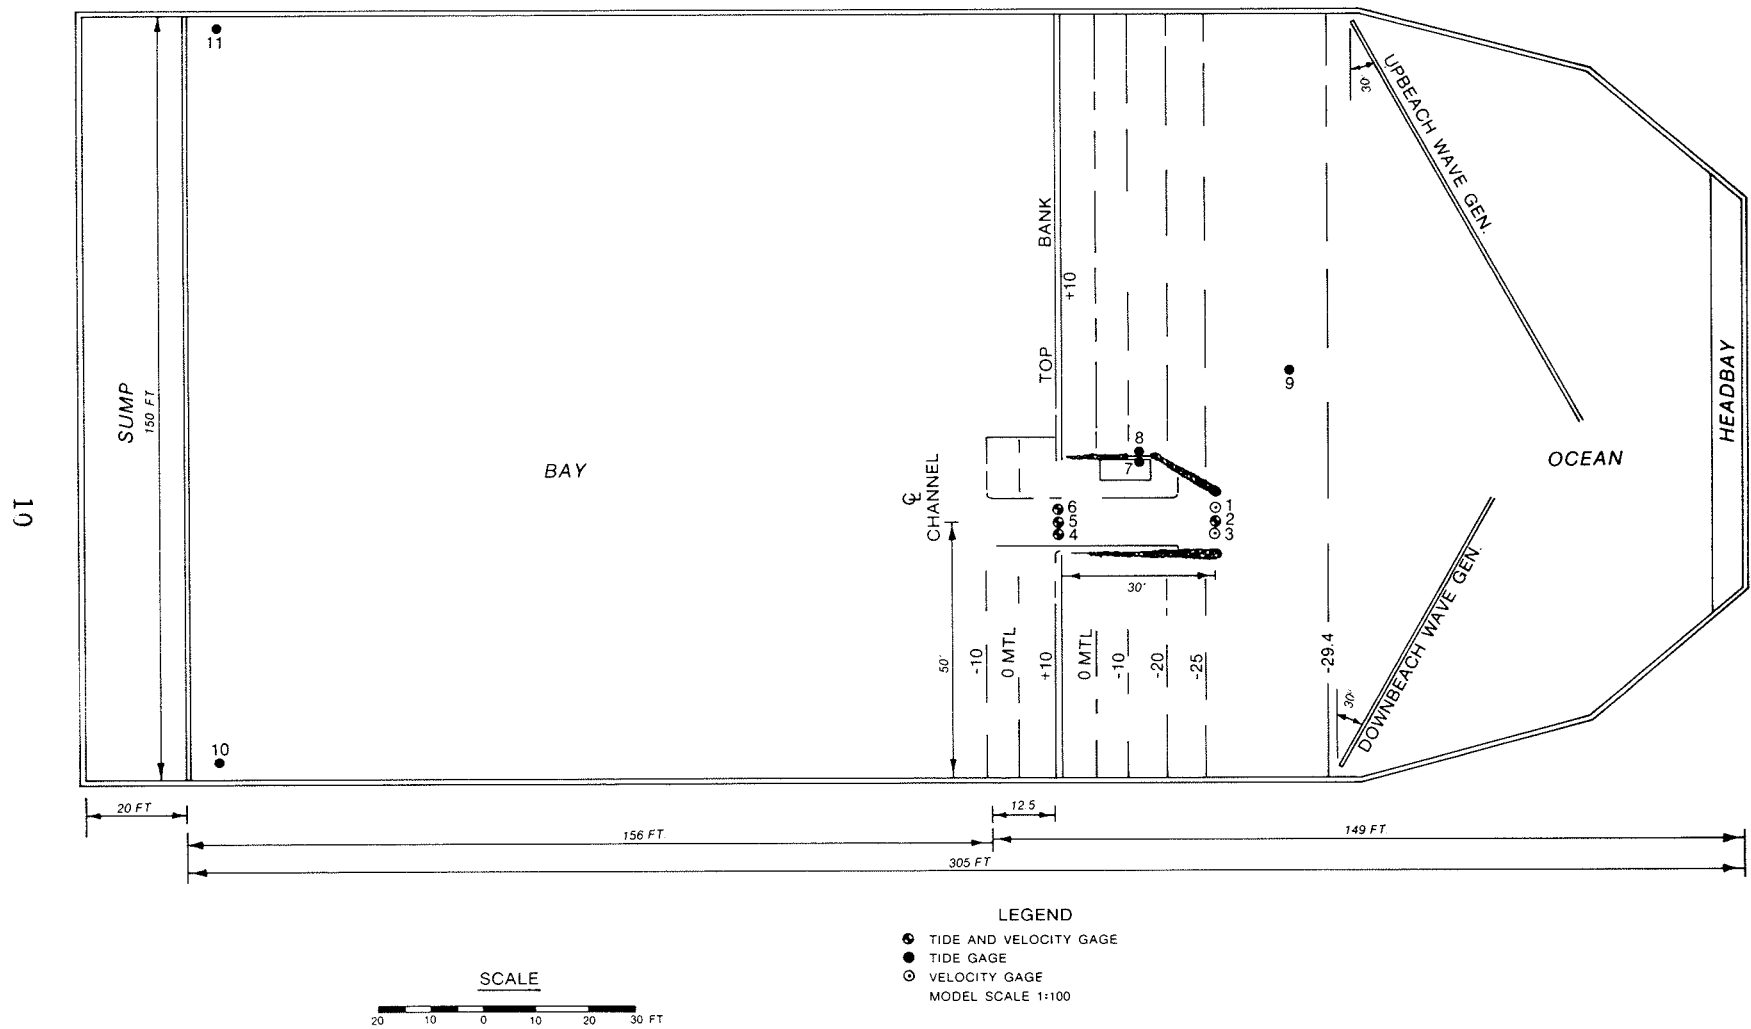 11
30'
UPBEACH WAVE GEN.
BANK
+10
TOP
9
HEADBAY
SUMP
150 FT
8
7
BAY
OCEAN
℄
CHANNEL
10
6
5
4
1
2
3
30'
50'
-10
0 MTL
+10
0 MTL
-10
-20
-25
-29.4
30'
DOWNBEACH WAVE GEN.
10
20 FT
12.5
156 FT.
149 FT.
305 FT
LEGEND
TIDE AND VELOCITY GAGE
TIDE GAGE
VELOCITY GAGE
MODEL SCALE 1:100
SCALE
20 10 0 10 20 30 FT